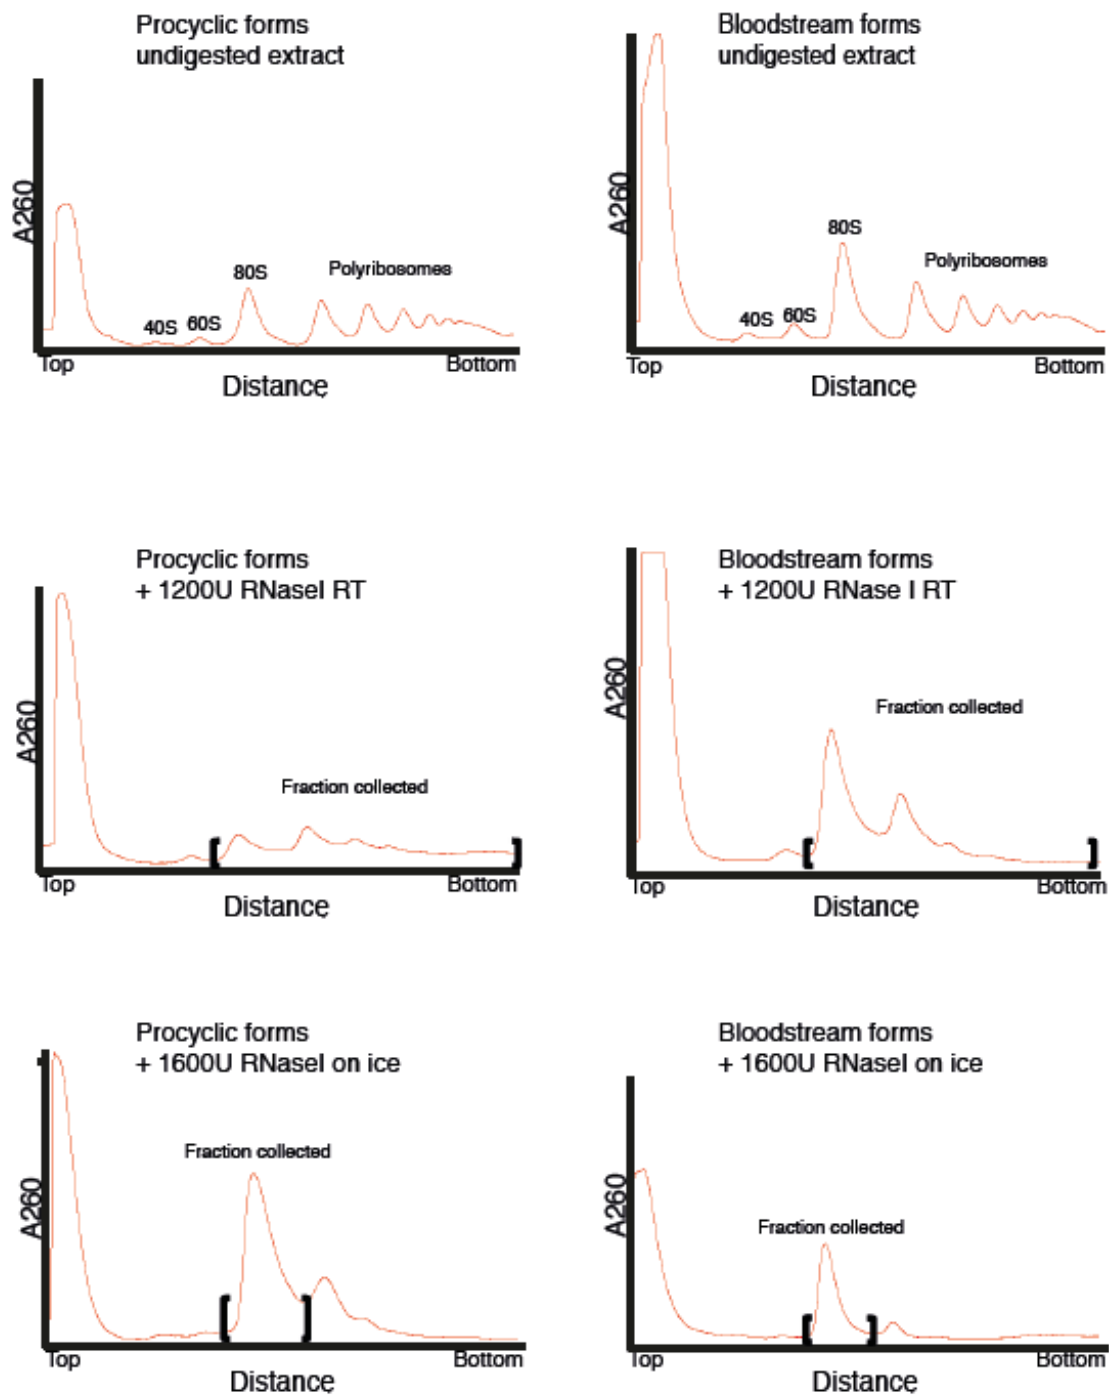 Procyclic forms
undigested extract
A260
40S
60S
80S
Polyribosomes
Top
Bottom
Distance
Bloodstream forms
undigested extract
A260
40S
60S
80S
Polyribosomes
Top
Bottom
Distance
Procyclic forms
+ 1200U RNaseI RT
A260
Fraction collected
Top
Bottom
Distance
Bloodstream forms
+ 1200U RNase I RT
A260
Fraction collected
Top
Bottom
Distance
Procyclic forms
+ 1600U RNaseI on ice
A260
Fraction collected
Top
Bottom
Distance
Bloodstream forms
+ 1600U RNaseI on ice
A260
Fraction collected
Top
Bottom
Distance